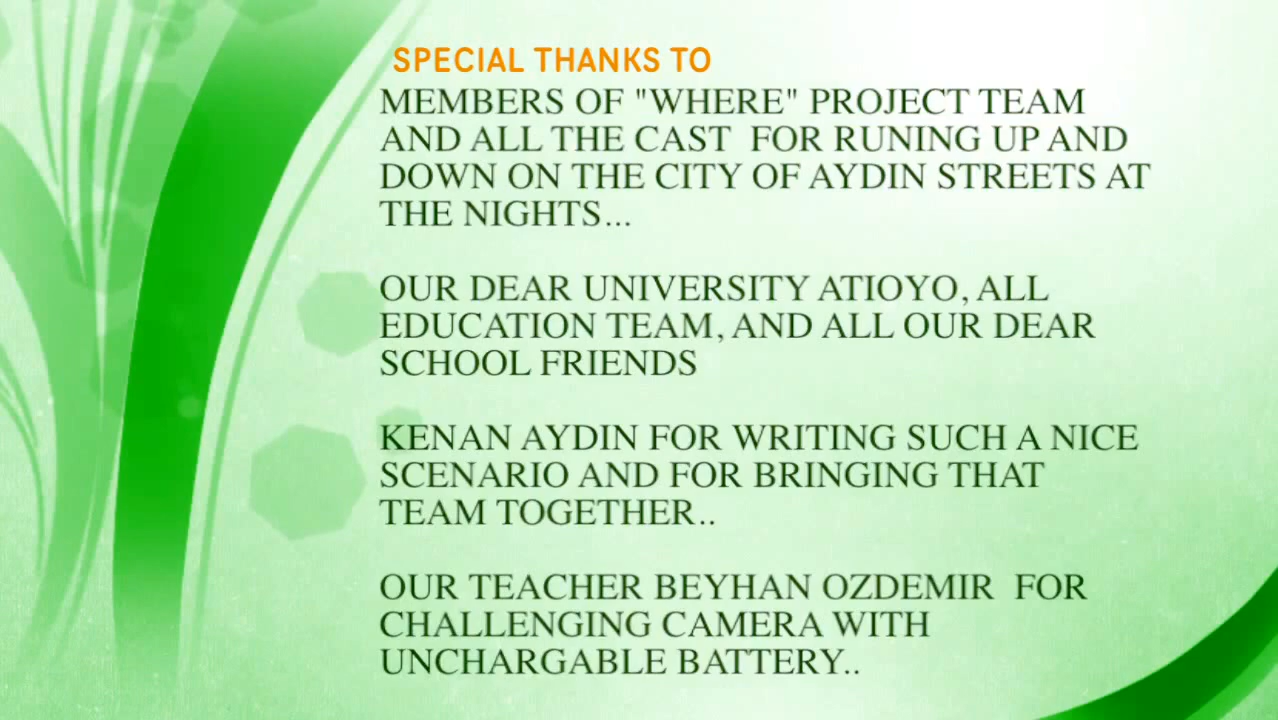 SPECIAL THANKS TO
MEMBERS OF "WHERE" PROJECT TEAM
AND ALL THE CAST FOR RUNING UP AND
DOWN ON THE CITY OF AYDIN STREETS AT
THE NIGHTS...
OUR DEAR UNIVERSITY ATIOYO, ALL
EDUCATION TEAM, AND ALL OUR DEAR
SCHOOL FRIENDS
KENAN AYDIN FOR WRITING SUCH A NICE
SCENARIO AND FOR BRINGING THAT
TEAM TOGETHER..
OUR TEACHER BEYHAN OZDEMIR FOR
CHALLENGING CAMERA WITH
UNCHARGABLE BATTERY..